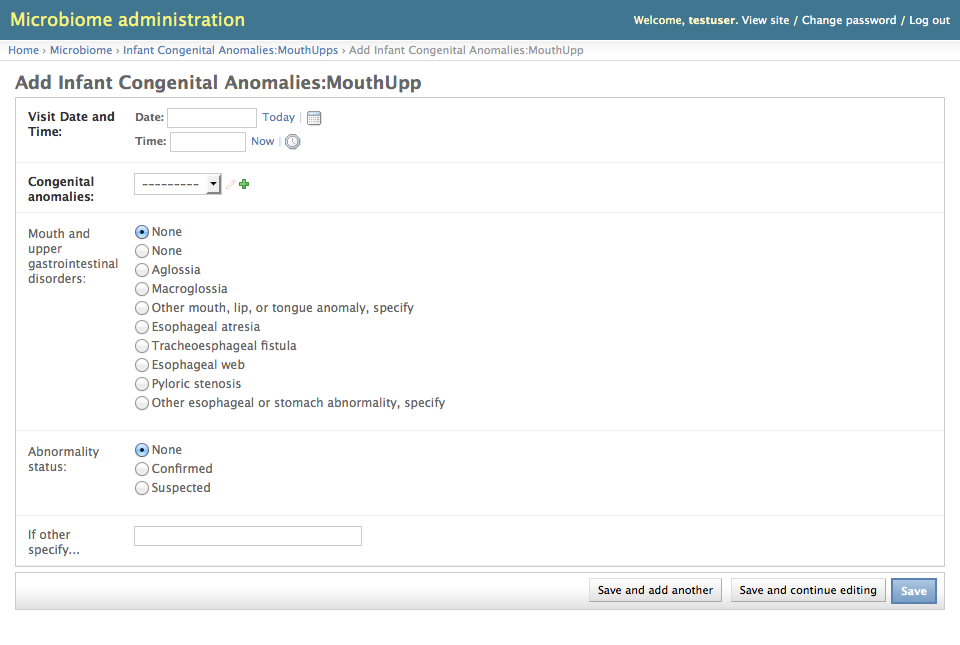 Microbiome administration
Welcome, testuser. View site / Change password / Log out
Home › Microbiome › Infant Congenital Anomalies:MouthUpps › Add Infant Congenital Anomalies:MouthUpp
Add Infant Congenital Anomalies:MouthUpp
Visit Date and
Time:
Date: Today |
Time: Now |
Congenital
anomalies:
---------
Mouth and
upper
gastrointestinal
disorders:
None
None
Aglossia
Macroglossia
Other mouth, lip, or tongue anomaly, specify
Esophageal atresia
Tracheoesphageal fistula
Esophageal web
Pyloric stenosis
Other esophageal or stomach abnormality, specify
Abnormality
status:
None
Confirmed
Suspected
If other
specify...
Save and add another
Save and continue editing
Save